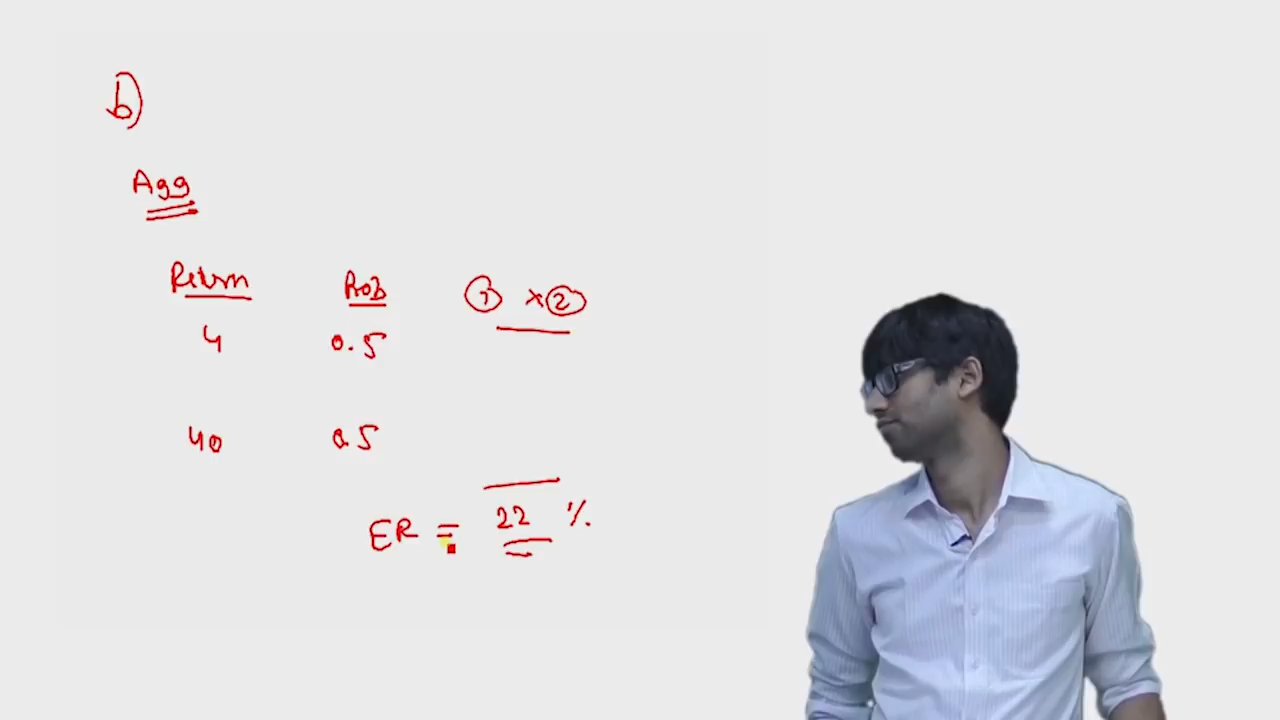 b)
Agg
Return Prob ① × ②
4 0.5
40 0.5
ER = 22 %